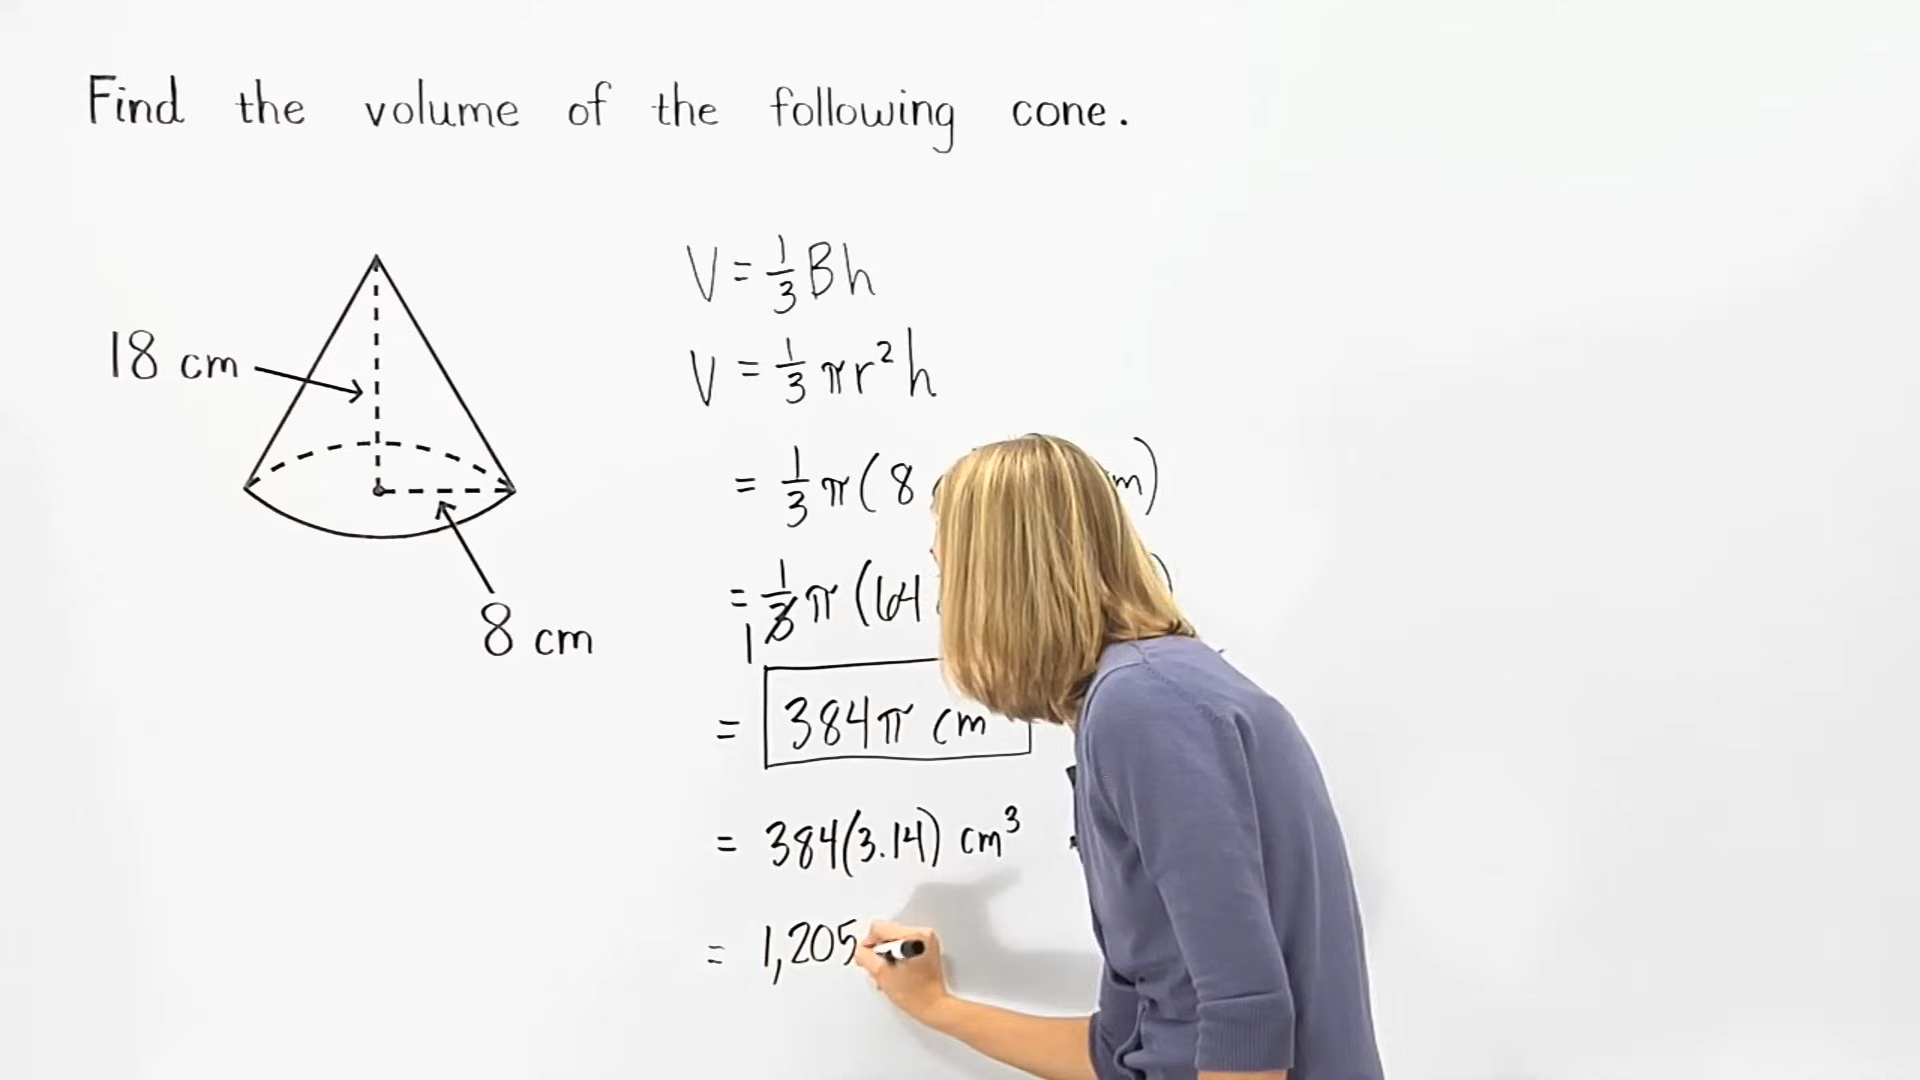 Find the volume of the following cone.
18 cm
8 cm
V = 1/3 Bh
V = 1/3 πr²h
= 1/3 π(8 m)
= 1/3 π(64 )
1
= 384π cm
= 384(3.14) cm³
= 1,205